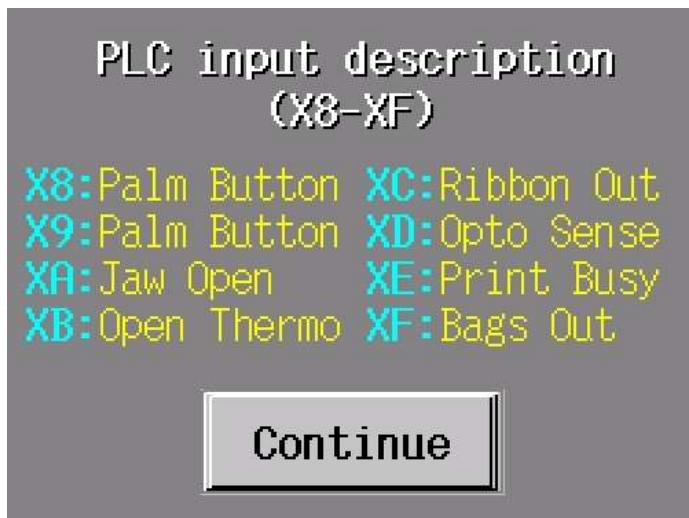 PLC input description
(X8-XF)
X8:Palm Button XC:Ribbon Out
X9:Palm Button XD:Opto Sense
XA:Jaw Open XE:Print Busy
XB:Open Thermo XF:Bags Out
Continue